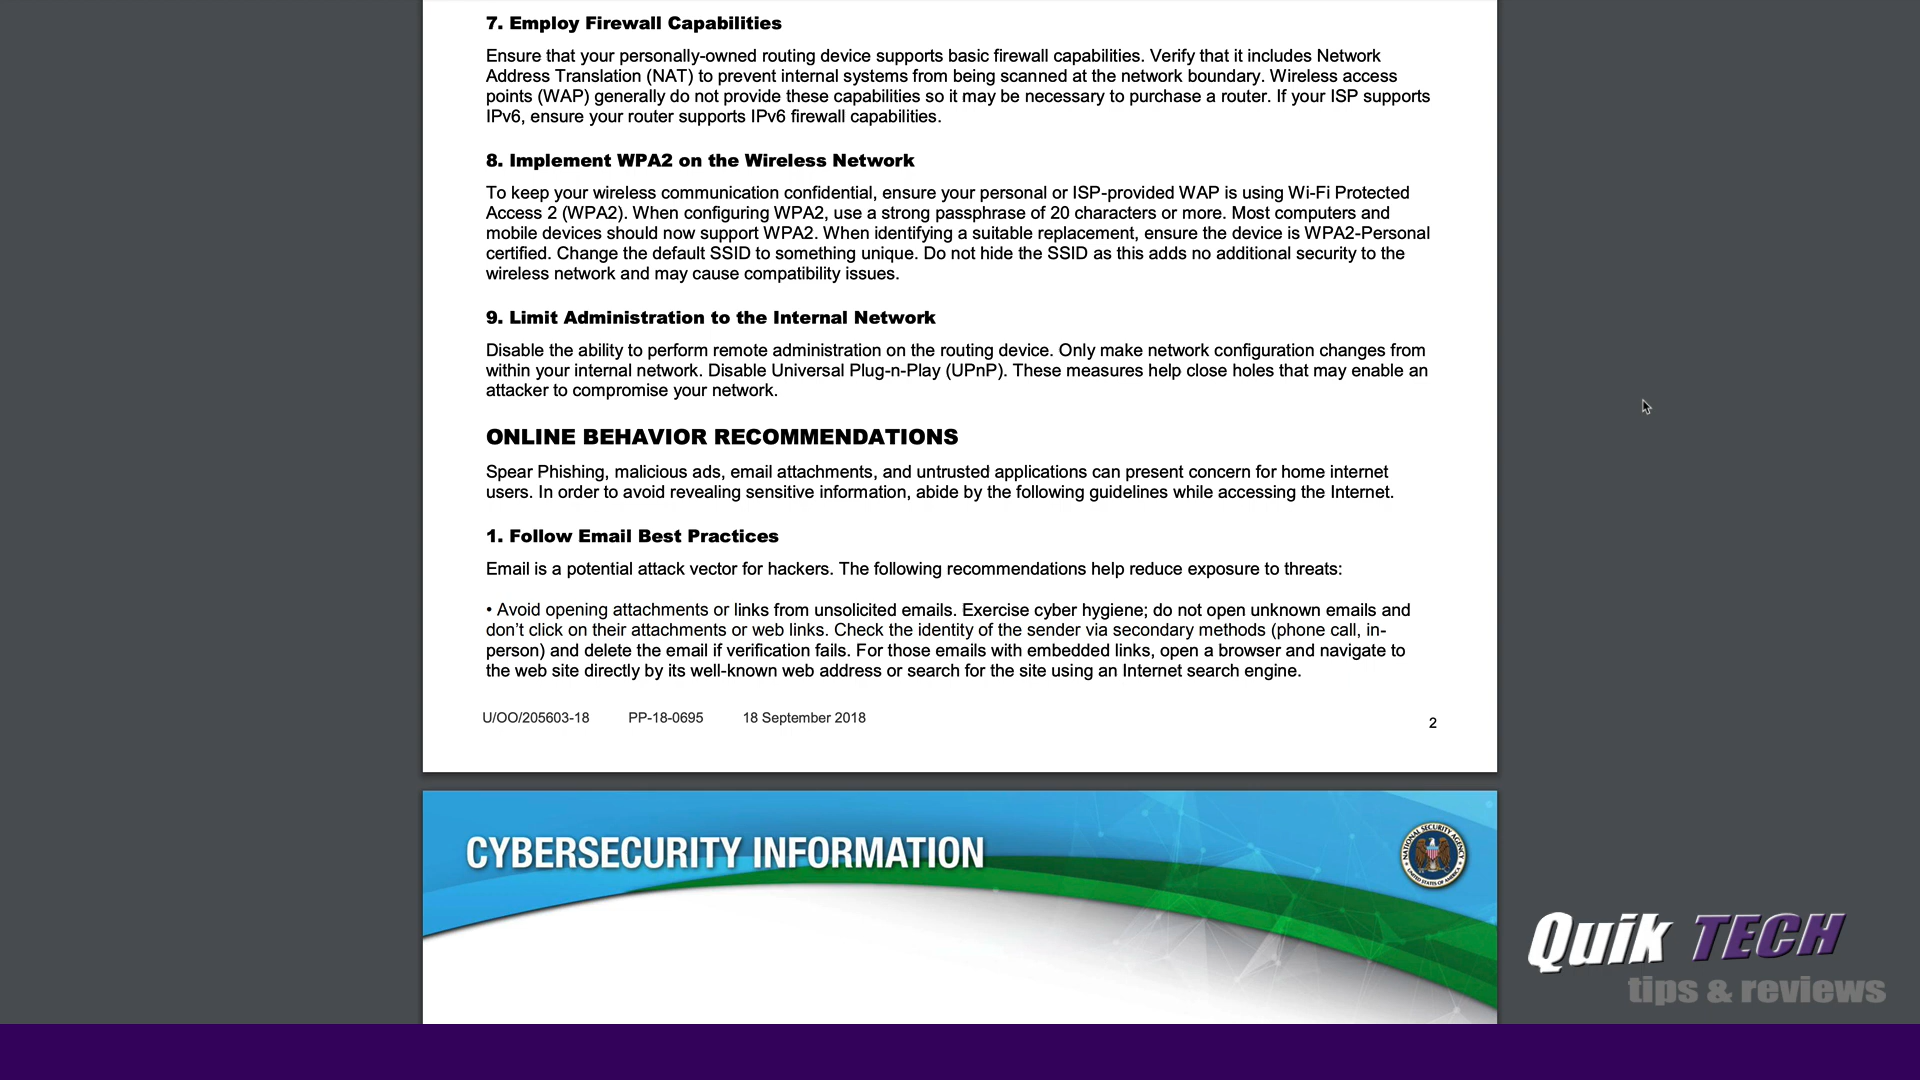 7. Employ Firewall Capabilities
Ensure that your personally-owned routing device supports basic firewall capabilities. Verify that it includes Network
Address Translation (NAT) to prevent internal systems from being scanned at the network boundary. Wireless access
points (WAP) generally do not provide these capabilities so it may be necessary to purchase a router. If your ISP supports
IPv6, ensure your router supports IPv6 firewall capabilities.
8. Implement WPA2 on the Wireless Network
To keep your wireless communication confidential, ensure your personal or ISP-provided WAP is using Wi-Fi Protected
Access 2 (WPA2). When configuring WPA2, use a strong passphrase of 20 characters or more. Most computers and
mobile devices should now support WPA2. When identifying a suitable replacement, ensure the device is WPA2-Personal
certified. Change the default SSID to something unique. Do not hide the SSID as this adds no additional security to the
wireless network and may cause compatibility issues.
9. Limit Administration to the Internal Network
Disable the ability to perform remote administration on the routing device. Only make network configuration changes from
within your internal network. Disable Universal Plug-n-Play (UPnP). These measures help close holes that may enable an
attacker to compromise your network.
ONLINE BEHAVIOR RECOMMENDATIONS
Spear Phishing, malicious ads, email attachments, and untrusted applications can present concern for home internet
users. In order to avoid revealing sensitive information, abide by the following guidelines while accessing the Internet.
1. Follow Email Best Practices
Email is a potential attack vector for hackers. The following recommendations help reduce exposure to threats:
• Avoid opening attachments or links from unsolicited emails. Exercise cyber hygiene; do not open unknown emails and
don’t click on their attachments or web links. Check the identity of the sender via secondary methods (phone call, in-
person) and delete the email if verification fails. For those emails with embedded links, open a browser and navigate to
the web site directly by its well-known web address or search for the site using an Internet search engine.
U/OO/205603-18 PP-18-0695 18 September 2018
2
CYBERSECURITY INFORMATION
NATIONAL SECURITY AGENCY
UNITED STATES OF AMERICA
Quik TECH
tips & reviews